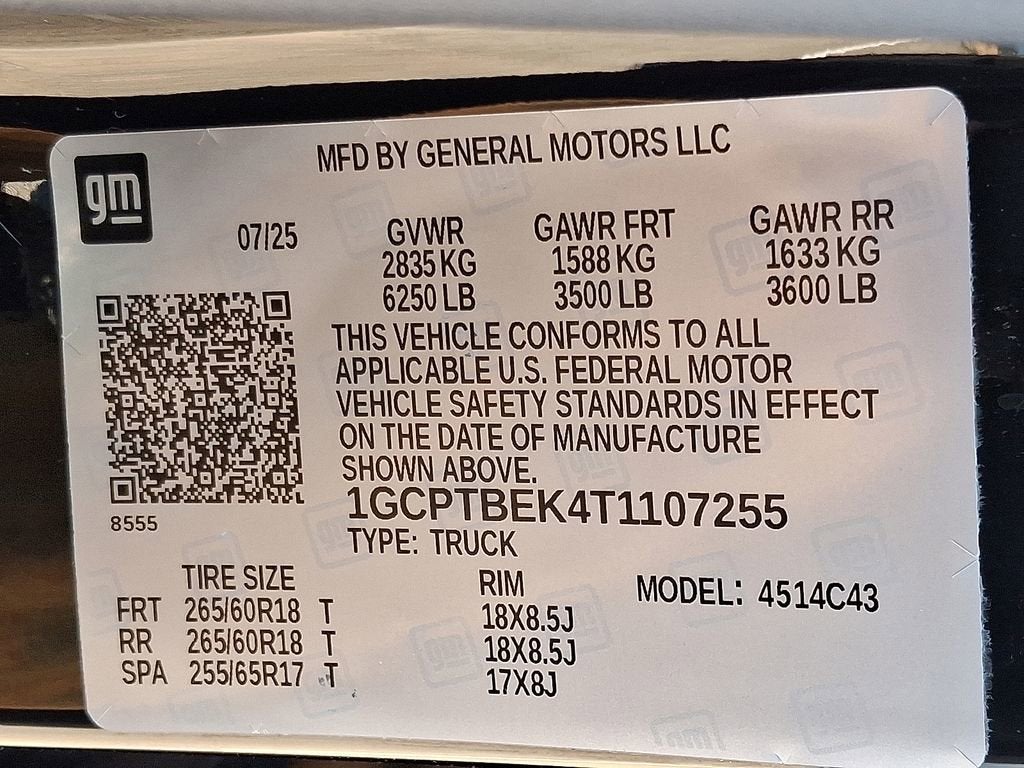 MFD BY GENERAL MOTORS LLC
gm
07/25 GVWR GAWR FRT GAWR RR
2835 KG 1588 KG 1633 KG
6250 LB 3500 LB 3600 LB
THIS VEHICLE CONFORMS TO ALL
APPLICABLE U.S. FEDERAL MOTOR
VEHICLE SAFETY STANDARDS IN EFFECT
ON THE DATE OF MANUFACTURE
SHOWN ABOVE.
1GCPTBEK4T1107255
8555
TYPE: TRUCK
TIRE SIZE RIM MODEL: 4514C43
FRT 265/60R18 T 18X8.5J
RR 265/60R18 T 18X8.5J
SPA 255/65R17 T 17X8J